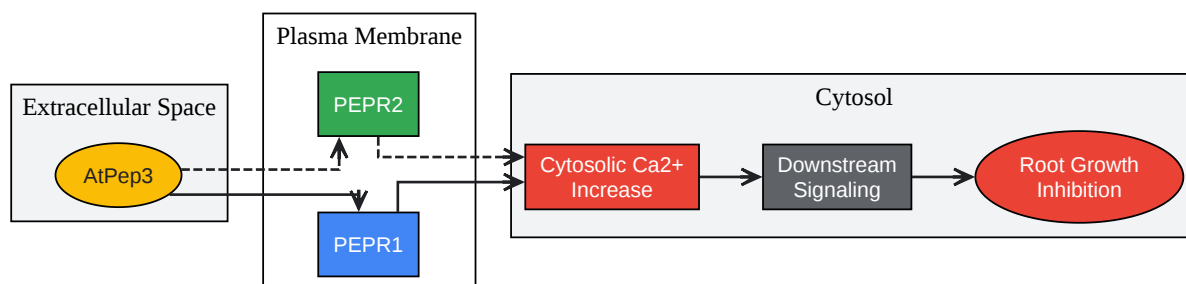 Extracellular Space
AtPep3
Plasma Membrane
PEPR2
PEPR1
Cytosol
Cytosolic Ca2+
Increase
Downstream
Signaling
Root Growth
Inhibition